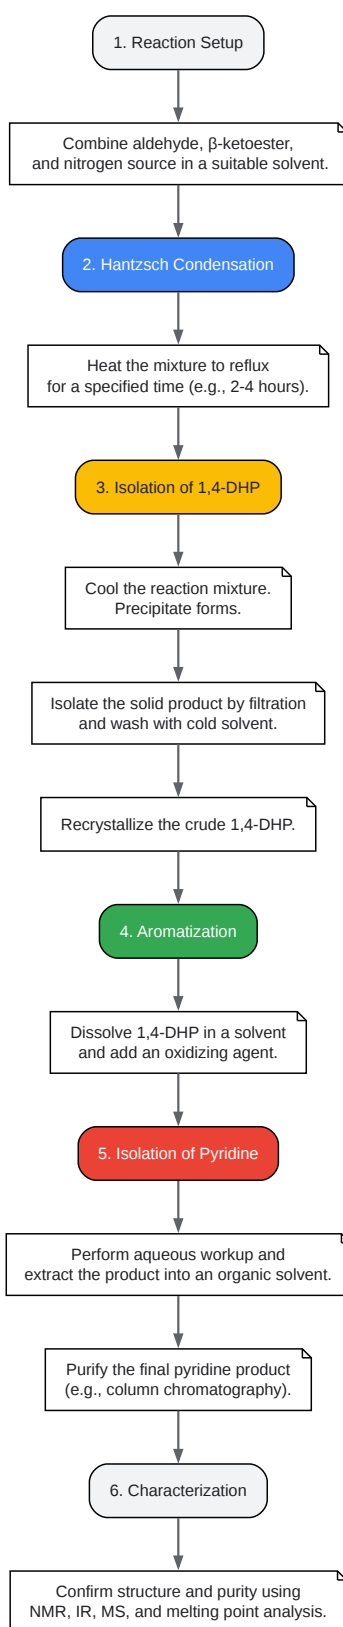 1. Reaction Setup
Combine aldehyde, β-ketoester,
and nitrogen source in a suitable solvent.
2. Hantzsch Condensation
Heat the mixture to reflux
for a specified time (e.g., 2-4 hours).
3. Isolation of 1,4-DHP
Cool the reaction mixture.
Precipitate forms.
Isolate the solid product by filtration
and wash with cold solvent.
Recrystallize the crude 1,4-DHP.
4. Aromatization
Dissolve 1,4-DHP in a solvent
and add an oxidizing agent.
5. Isolation of Pyridine
Perform aqueous workup and
extract the product into an organic solvent.
Purify the final pyridine product
(e.g., column chromatography).
6. Characterization
Confirm structure and purity using
NMR, IR, MS, and melting point analysis.